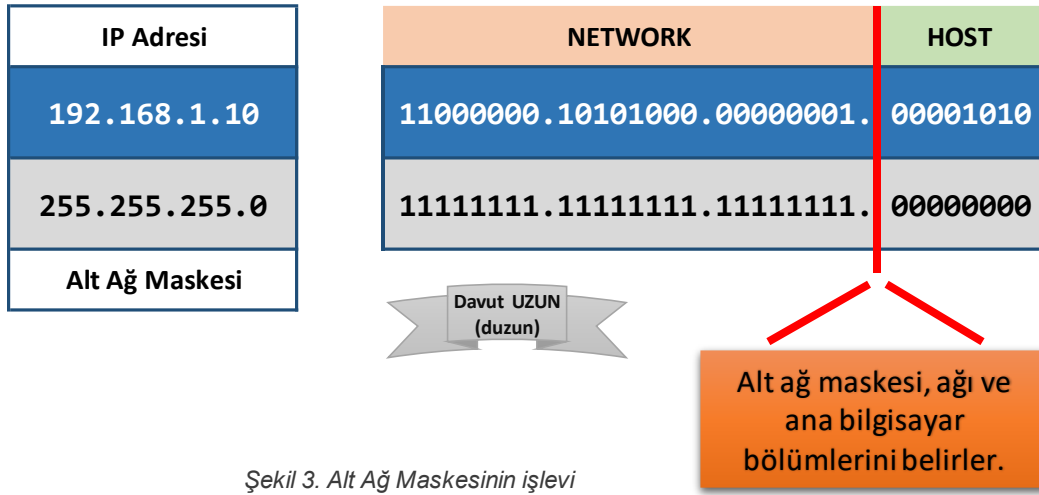 IP Adresi
NETWORK
HOST
192.168.1.10
11000000.10101000.00000001.
00001010
255.255.255.0
11111111.11111111.11111111.
00000000
Alt Ağ Maskesi
Davut UZUN
(duzun)
Alt ağ maskesi, ağı ve
ana bilgisayar
bölümlerini belirler.
Şekil 3. Alt Ağ Maskesinin işlevi